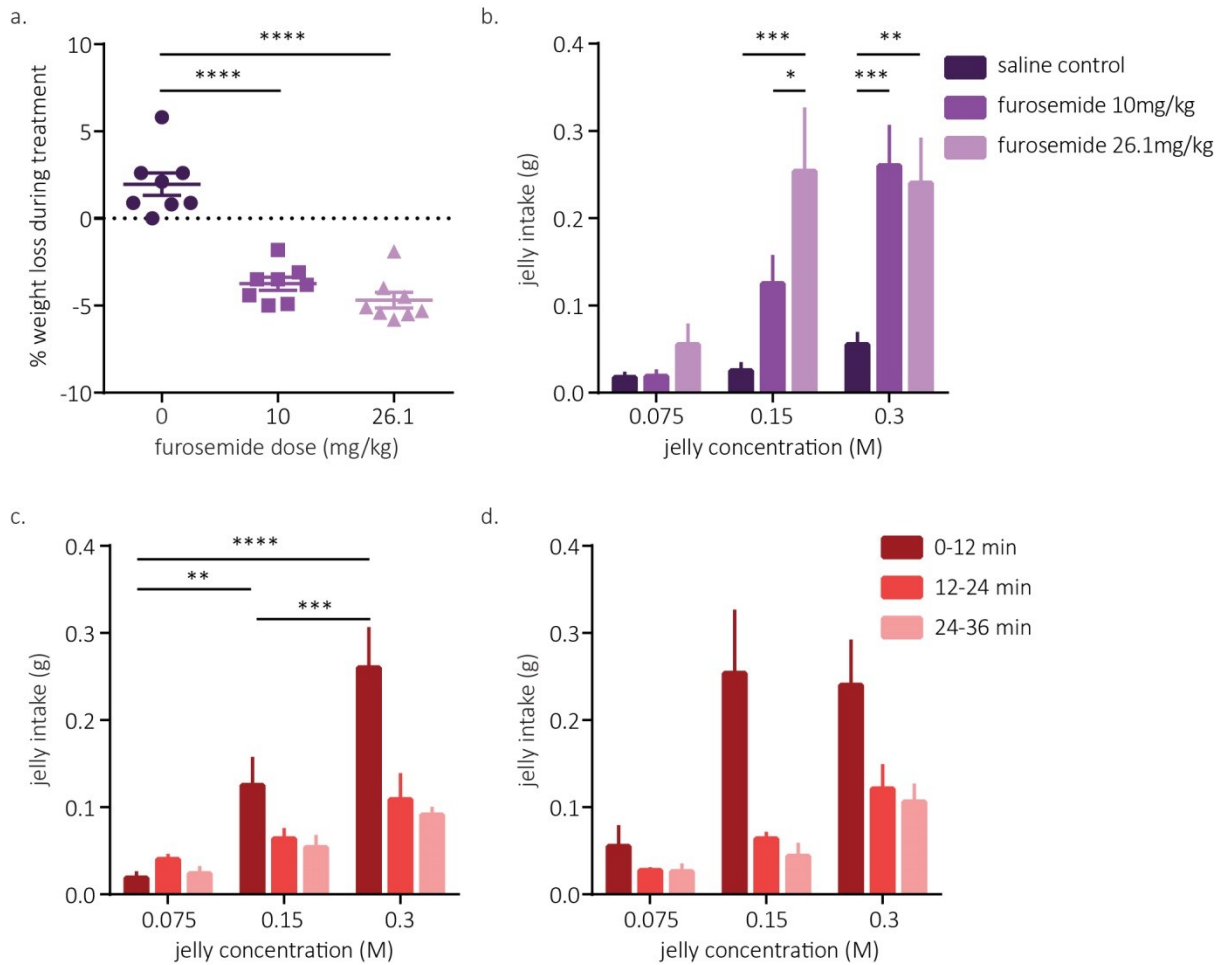 a.
****
****
% weight loss during treatment
10
5
0
-5
-10
0 10 26.1
furosemide dose (mg/kg)
b.
***
*
**
***
saline control
furosemide 10mg/kg
furosemide 26.1mg/kg
jelly intake (g)
0.4
0.3
0.2
0.1
0.0
0.075 0.15 0.3
jelly concentration (M)
c.
****
**
***
jelly intake (g)
0.4
0.3
0.2
0.1
0.0
0.075 0.15 0.3
jelly concentration (M)
d.
0-12 min
12-24 min
24-36 min
jelly intake (g)
0.4
0.3
0.2
0.1
0.0
0.075 0.15 0.3
jelly concentration (M)